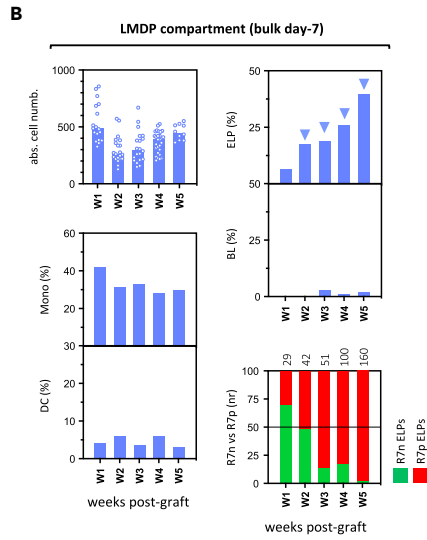 B
LMDP compartment (bulk day-7)
abs. cell numb.
1000
500
0
W1 W2 W3 W4 W5
ELP (%)
50
25
50
BL (%)
25
0
W1 W2 W3 W4 W5
Mono (%)
60
40
20
30
DC (%)
20
10
0
W1 W2 W3 W4 W5
weeks post-graft
29 42 51 100 160
R7n vs R7p (nr)
100
75
50
25
0
W1 W2 W3 W4 W5
weeks post-graft
R7n ELPs
R7p ELPs